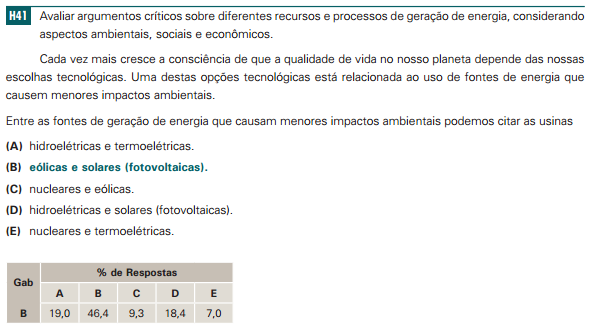 H41 Avaliar argumentos críticos sobre diferentes recursos e processos de geração de energia, considerando
aspectos ambientais, sociais e econômicos.
Cada vez mais cresce a consciência de que a qualidade de vida no nosso planeta depende das nossas
escolhas tecnológicas. Uma destas opções tecnológicas está relacionada ao uso de fontes de energia que
causem menores impactos ambientais.
Entre as fontes de geração de energia que causam menores impactos ambientais podemos citar as usinas
(A) hidroelétricas e termoelétricas.
(B) eólicas e solares (fotovoltaicas).
(C) nucleares e eólicas.
(D) hidroelétricas e solares (fotovoltaicas).
(E) nucleares e termoelétricas.
Gab % de Respostas
A B C D E
B 19,0 46,4 9,3 18,4 7,0